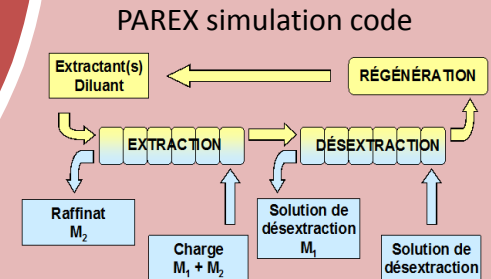 PAREX simulation code
Extractant(s)
Diluant
RÉGÉNÉRATION
EXTRACTION
DÉSEXTRACTION
Raffinat
M₂
Charge
M₁ + M₂
Solution de
désextraction
M₁
Solution de
désextraction